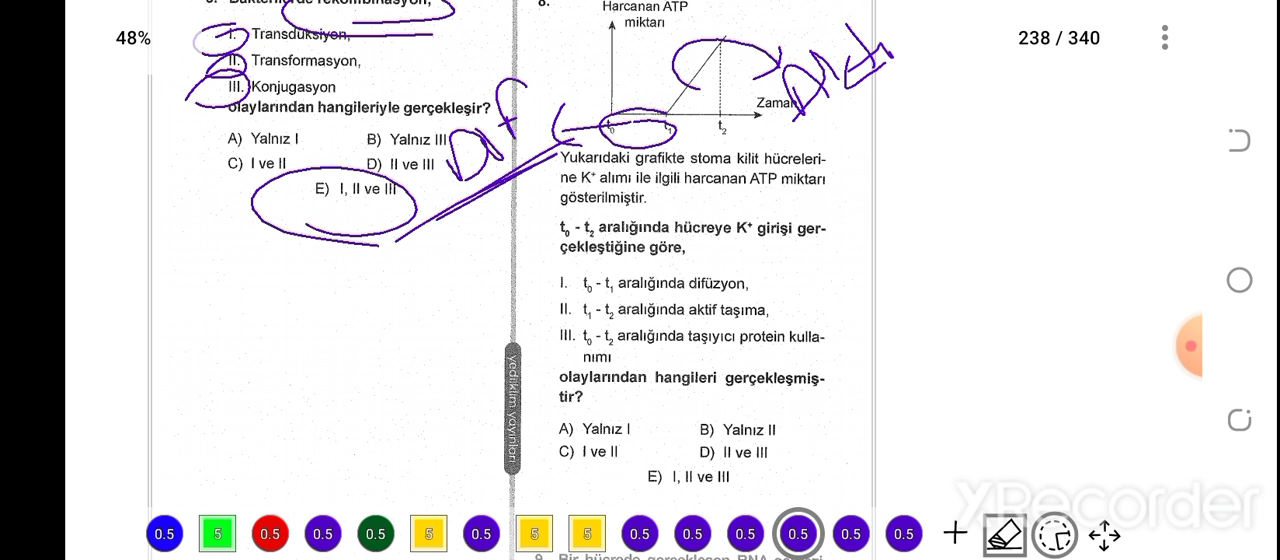 48%
238 / 340
I. Transdüksiyon,
II. Transformasyon,
III. Konjugasyon
olaylarından hangileriyle gerçekleşir?
A) Yalnız I
B) Yalnız III
C) I ve II
D) II ve III
E) I, II ve III
Dif
yediiklim yayınları
8.
Harcanan ATP
miktarı
Zaman
t0
t1
t2
Yukarıdaki grafikte stoma kilit hücreleri-
ne K+ alımı ile ilgili harcanan ATP miktarı
gösterilmiştir.
t0 - t2 aralığında hücreye K+ girişi ger-
çekleştiğine göre,
I. t0 - t1 aralığında difüzyon,
II. t1 - t2 aralığında aktif taşıma,
III. t0 - t2 aralığında taşıyıcı protein kulla-
nımı
olaylarından hangileri gerçekleşmiş-
tir?
A) Yalnız I
B) Yalnız II
C) I ve II
D) II ve III
E) I, II ve III
XRecorder
0.5 5 0.5 0.5 0.5 5 0.5 5 5 0.5 0.5 0.5 0.5 0.5 0.5